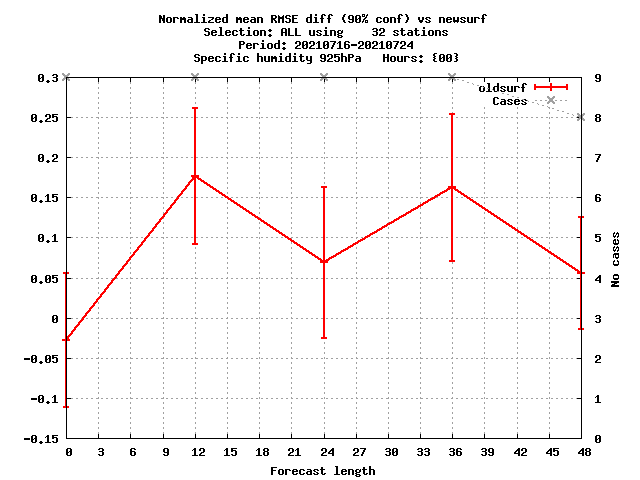 Normalized mean RMSE diff (90% conf) vs newsurf
Selection: ALL using    32 stations
Period: 20210716-20210724
Specific humidity 925hPa   Hours: {00}
oldsurf
Cases
0.3
0.25
0.2
0.15
0.1
0.05
0
-0.05
-0.1
-0.15
9
8
7
6
5
4
3
2
1
0
No cases
0 3 6 9 12 15 18 21 24 27 30 33 36 39 42 45 48
Forecast length